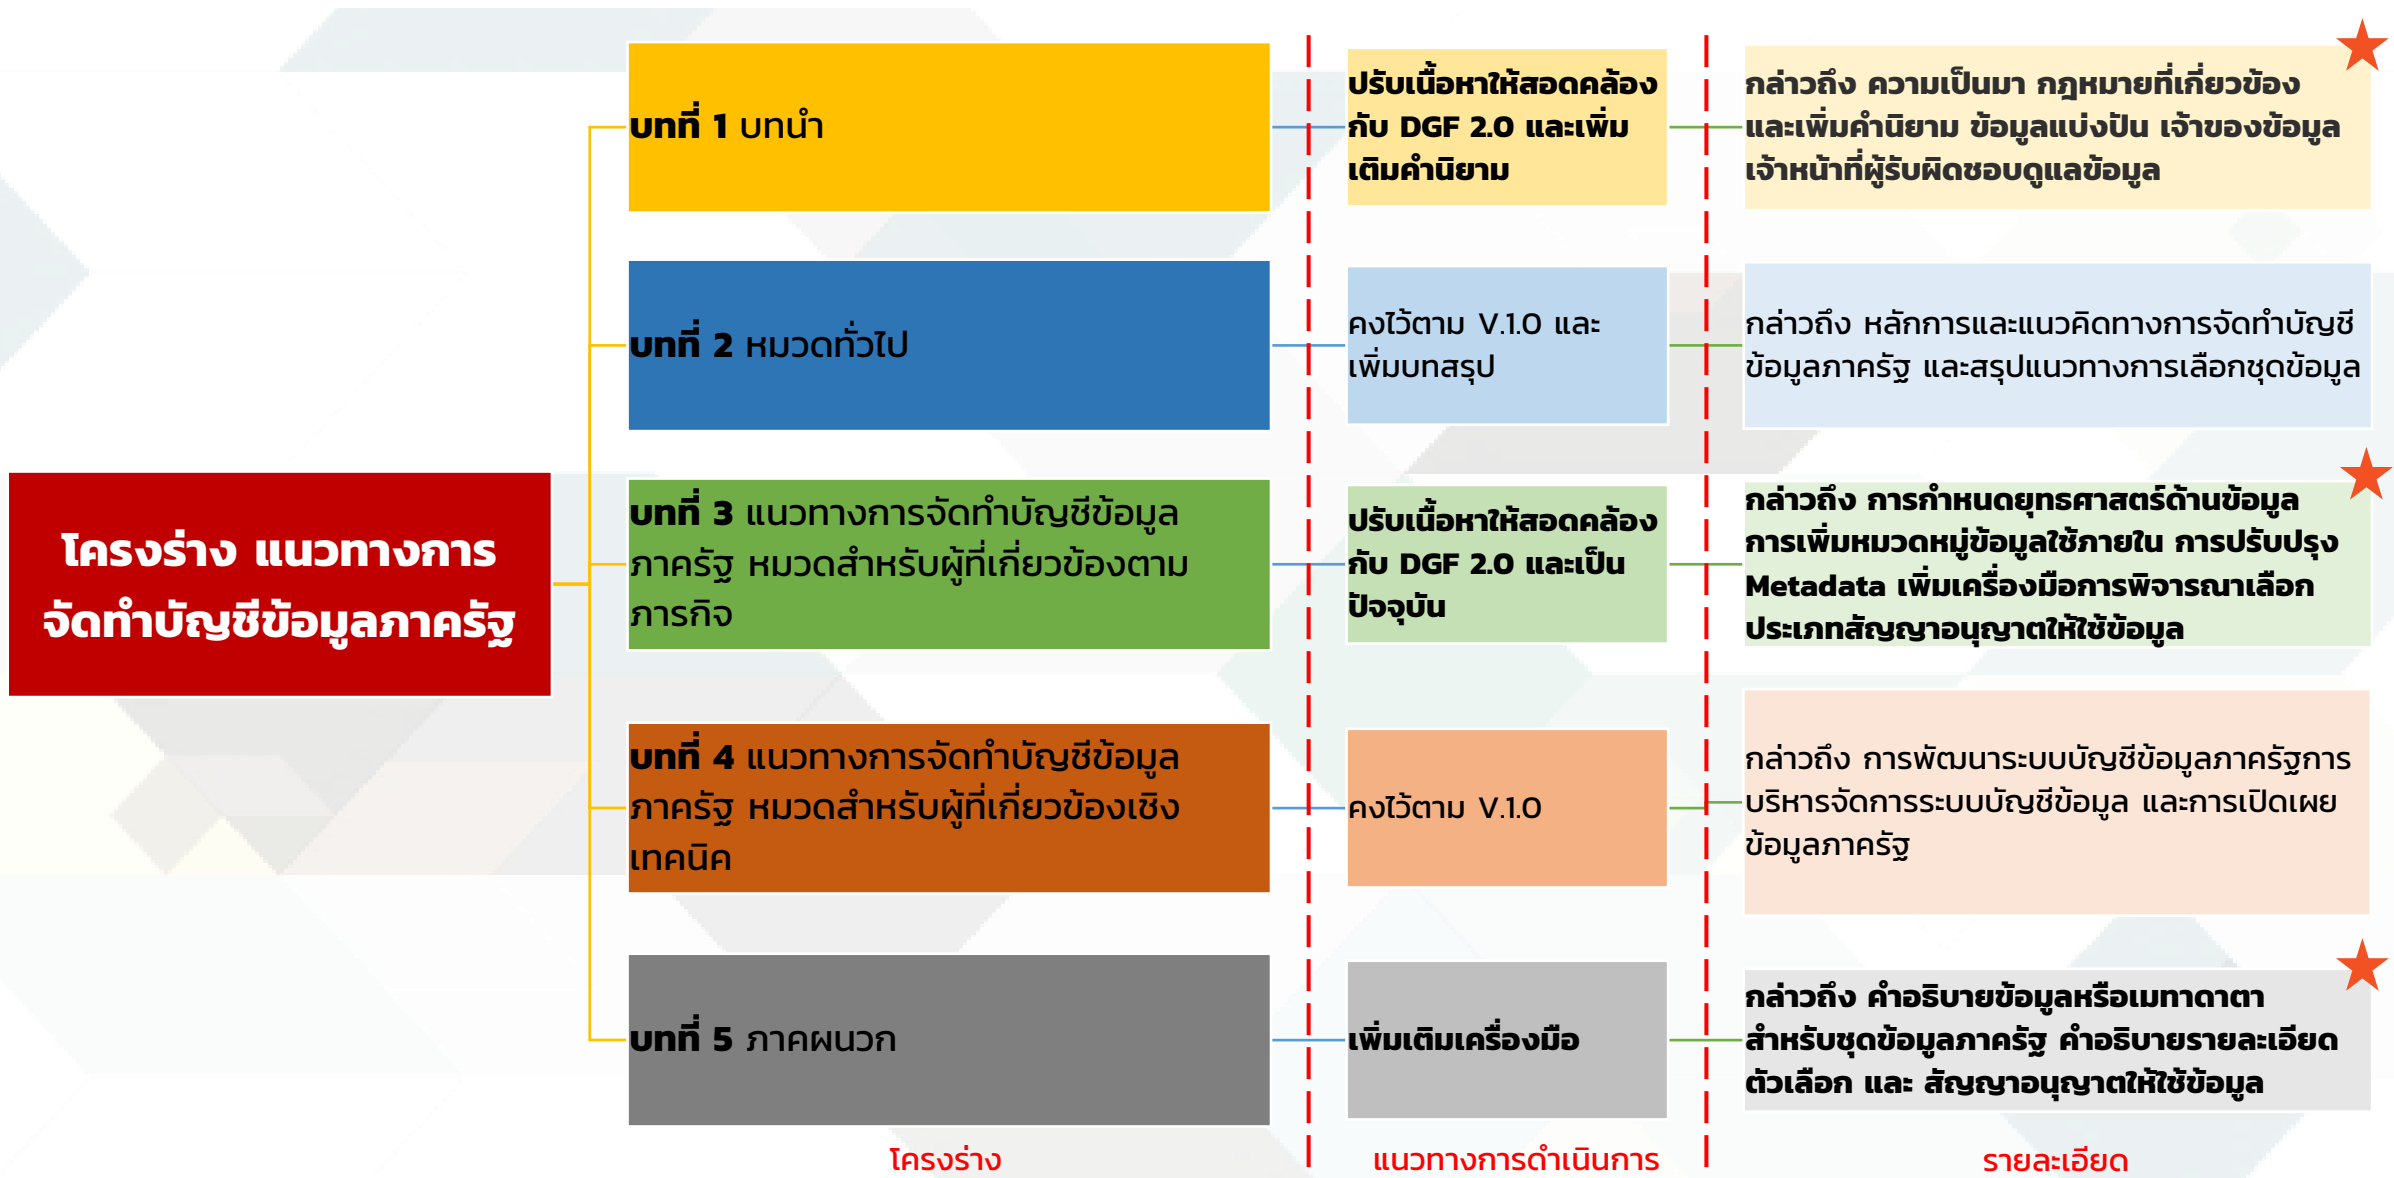 โครงร่าง แนวทางการ
จัดทำบัญชีข้อมูลภาครัฐ
บทที่ 1 บทนำ
ปรับเนื้อหาให้สอดคล้อง
กับ DGF 2.0 และเพิ่ม
เติมคำนิยาม
กล่าวถึง ความเป็นมา กฎหมายที่เกี่ยวข้อง
และเพิ่มคำนิยาม ข้อมูลแบ่งปัน เจ้าของข้อมูล
เจ้าหน้าที่ผู้รับผิดชอบดูแลข้อมูล
บทที่ 2 หมวดทั่วไป
คงไว้ตาม V.1.0 และ
เพิ่มบทสรุป
กล่าวถึง หลักการและแนวคิดทางการจัดทำบัญชี
ข้อมูลภาครัฐ และสรุปแนวทางการเลือกชุดข้อมูล
บทที่ 3 แนวทางการจัดทำบัญชีข้อมูล
ภาครัฐ หมวดสำหรับผู้ที่เกี่ยวข้องตาม
ภารกิจ
ปรับเนื้อหาให้สอดคล้อง
กับ DGF 2.0 และเป็น
ปัจจุบัน
กล่าวถึง การกำหนดยุทธศาสตร์ด้านข้อมูล
การเพิ่มหมวดหมู่ข้อมูลใช้ภายใน การปรับปรุง
Metadata เพิ่มเครื่องมือการพิจารณาเลือก
ประเภทสัญญาอนุญาตให้ใช้ข้อมูล
บทที่ 4 แนวทางการจัดทำบัญชีข้อมูล
ภาครัฐ หมวดสำหรับผู้ที่เกี่ยวข้องเชิง
เทคนิค
คงไว้ตาม V.1.0
กล่าวถึง การพัฒนาระบบบัญชีข้อมูลภาครัฐการ
บริหารจัดการระบบบัญชีข้อมูล และการเปิดเผย
ข้อมูลภาครัฐ
บทที่ 5 ภาคผนวก
เพิ่มเติมเครื่องมือ
กล่าวถึง คำอธิบายข้อมูลหรือเมทาดาตา
สำหรับชุดข้อมูลภาครัฐ คำอธิบายรายละเอียด
ตัวเลือก และ สัญญาอนุญาตให้ใช้ข้อมูล
โครงร่าง
แนวทางการดำเนินการ
รายละเอียด